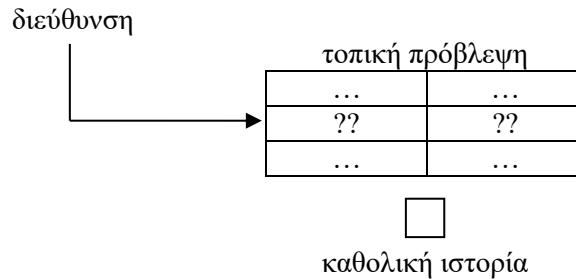 διεύθυνση
τοπική πρόβλεψη
… …
?? ??
… …
καθολική ιστορία